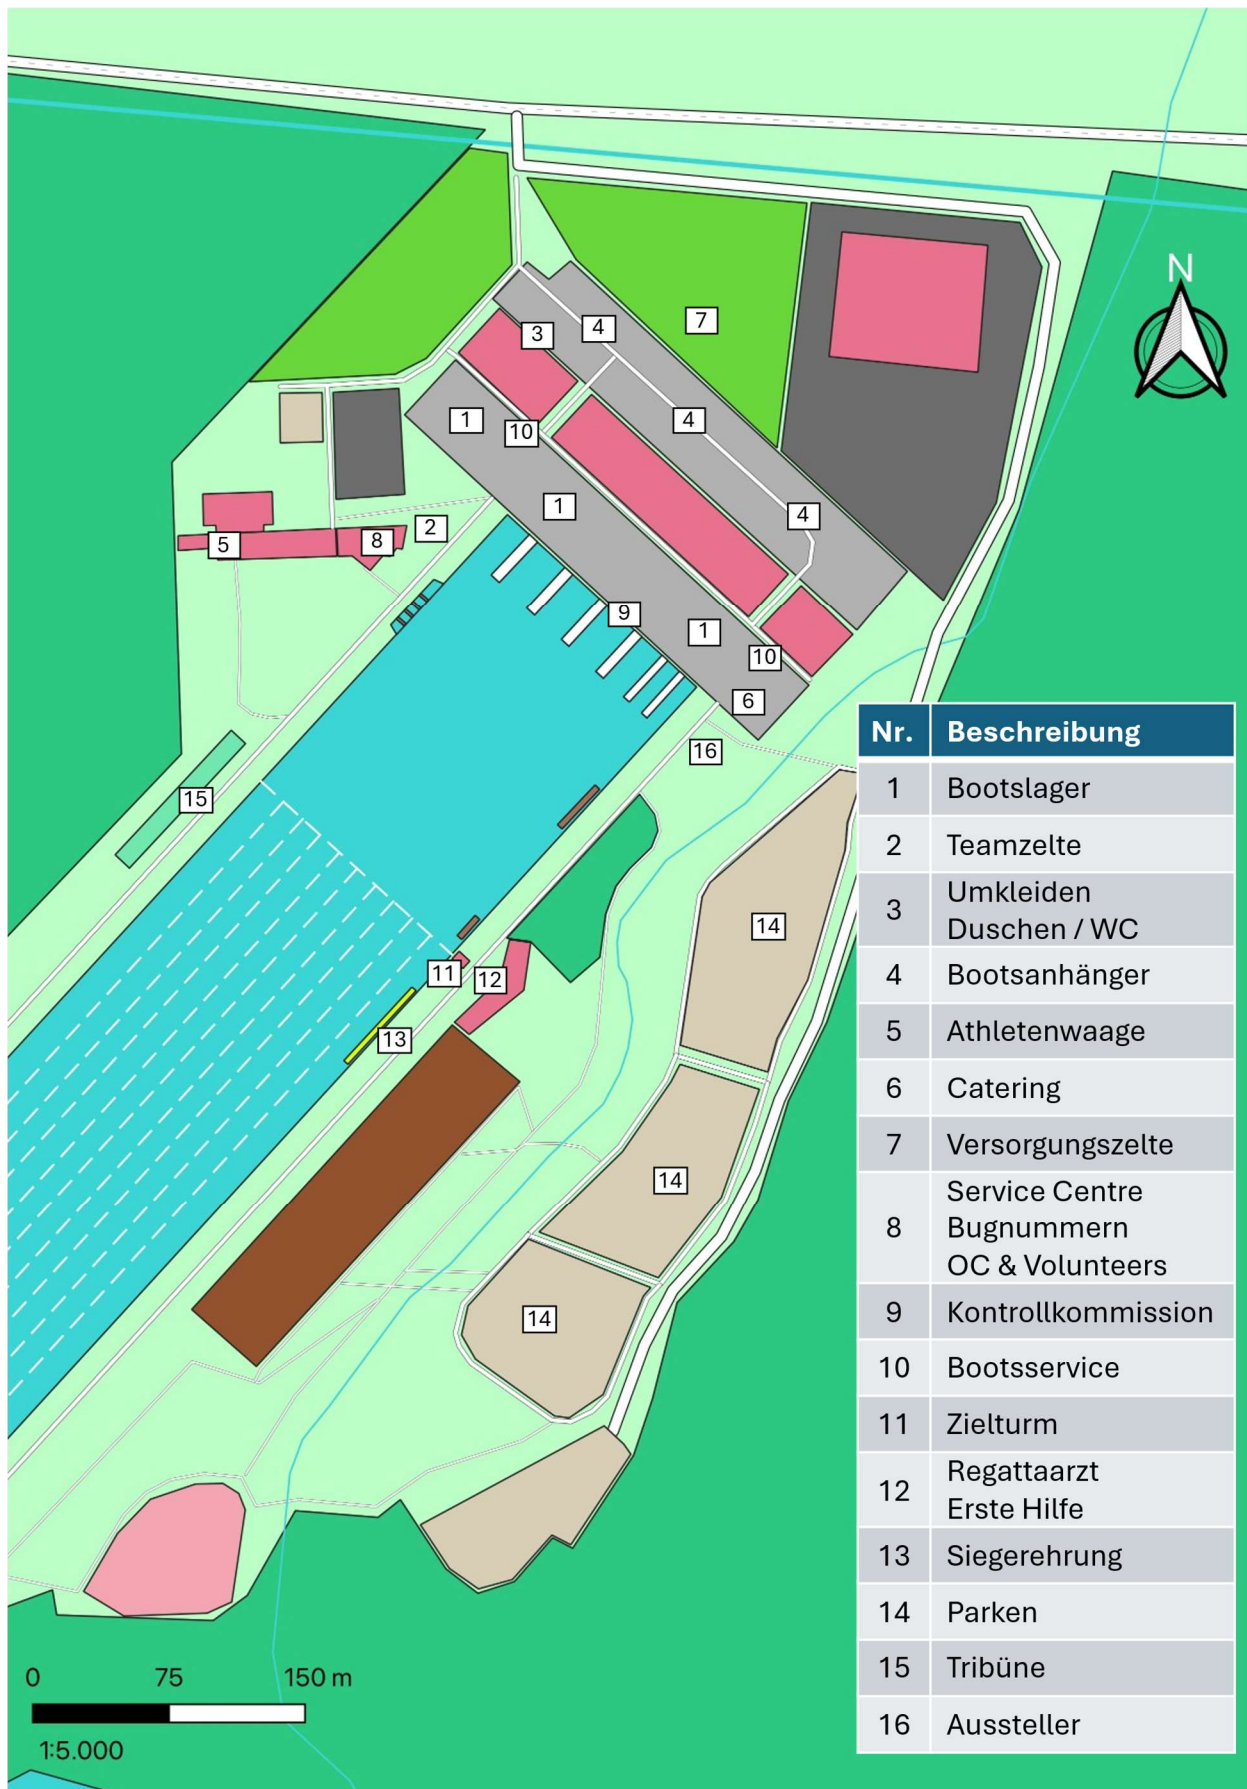 N
7
3
4
4
1
10
1
4
2
5
8
9
1
10
6
16
15
14
11
12
13
14
14
Nr. Beschreibung
1 Bootslager
2 Teamzelte
3 Umkleiden
Duschen / WC
4 Bootsanhänger
5 Athletenwaage
6 Catering
7 Versorgungszelte
8 Service Centre
Bugnummern
OC & Volunteers
9 Kontrollkommission
10 Bootsservice
11 Zielturm
12 Regattaarzt
Erste Hilfe
13 Siegerehrung
14 Parken
15 Tribüne
16 Aussteller
0 75 150 m
1:5.000